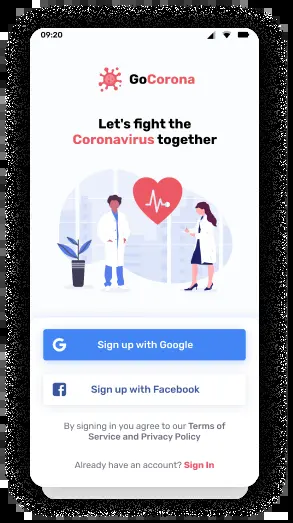 09:20
GoCorona
Let's fight the
Coronavirus together
Sign up with Google
Sign up with Facebook
By signing in you agree to our Terms of
Service and Privacy Policy
Already have an account? Sign In